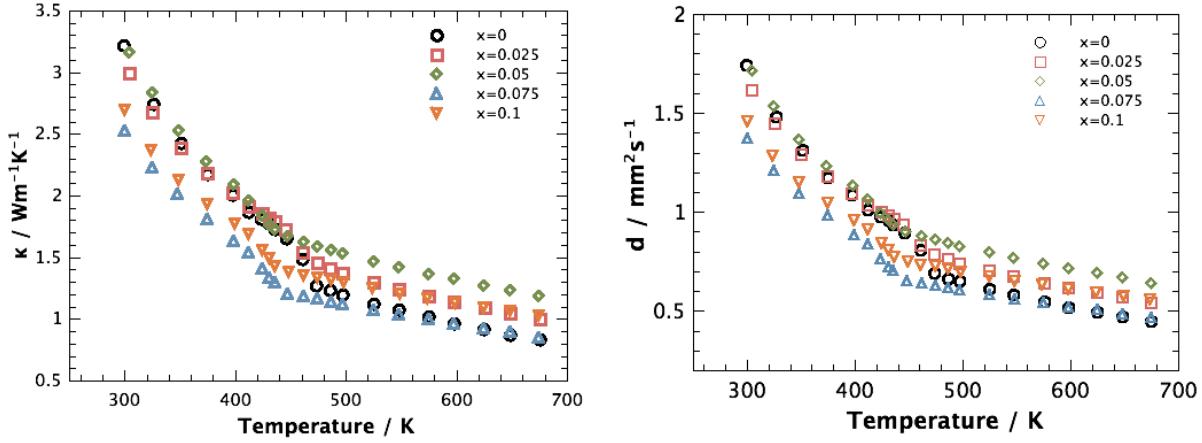 3.5
3
2.5
2
1.5
1
0.5
300
400
500
600
700
κ / Wm⁻¹K⁻¹
Temperature / K
x=0
x=0.025
x=0.05
x=0.075
x=0.1
2
1.5
1
0.5
300
400
500
600
700
d / mm²s⁻¹
Temperature / K
x=0
x=0.025
x=0.05
x=0.075
x=0.1